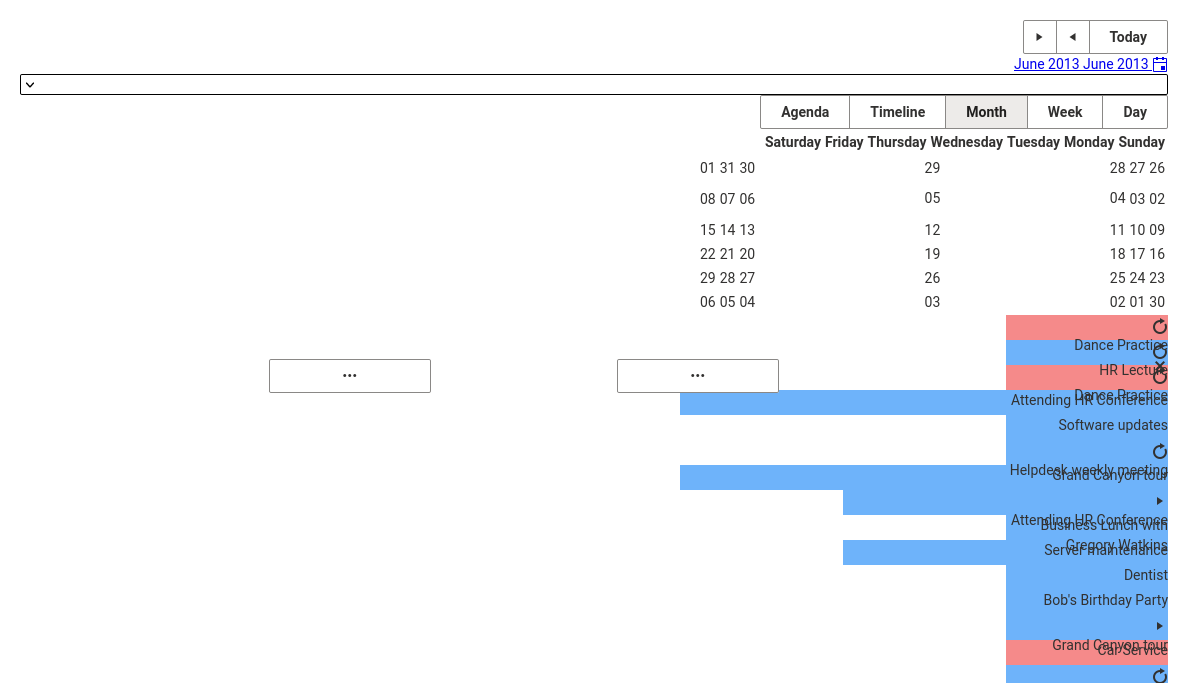 Today
June 2013 June 2013
Agenda Timeline Month Week Day
Saturday Friday Thursday Wednesday Tuesday Monday Sunday
01 31 30 29 28 27 26
08 07 06 05 04 03 02
15 14 13 12 11 10 09
22 21 20 19 18 17 16
29 28 27 26 25 24 23
06 05 04 03 02 01 30
Dance Practice
HR Lecture
Dance Practice
Attending HR Conference
Software updates
Helpdesk weekly meeting
Grand Canyon tour
Attending HR Conference
Business Lunch with
Gregory Watkins
Server maintenance
Dentist
Bob's Birthday Party
Grand Canyon tour
Car Service